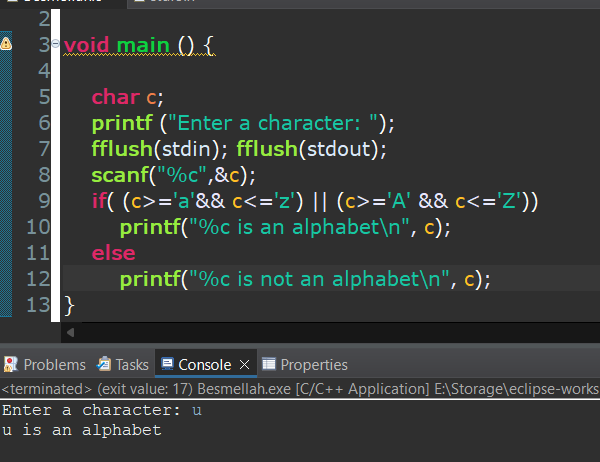 2
3 void main () {
4
5 char c;
6 printf ("Enter a character: ");
7 fflush(stdin); fflush(stdout);
8 scanf("%c",&c);
9 if( (c>='a'&& c<='z') || (c>='A' && c<='Z'))
10 printf("%c is an alphabet\n", c);
11 else
12 printf("%c is not an alphabet\n", c);
13 }
Problems Tasks Console Properties
<terminated> (exit value: 17) Besmellah.exe [C/C++ Application] E:\Storage\eclipse-works
Enter a character: u
u is an alphabet